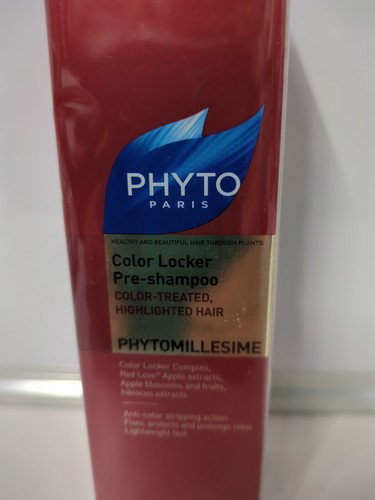 PHYTO
PARIS
HEALTHY AND BEAUTIFUL HAIR THROUGH PLANTS
Color Locker
Pre-shampoo
COLOR-TREATED,
HIGHLIGHTED HAIR
PHYTOMILLESIME
Color Locker Complex,
Red Love® Apple extracts,
Apple blossoms and fruits,
hibiscus extracts
Anti-color stripping action
Fixes, protects and prolongs color
Lightweight feel